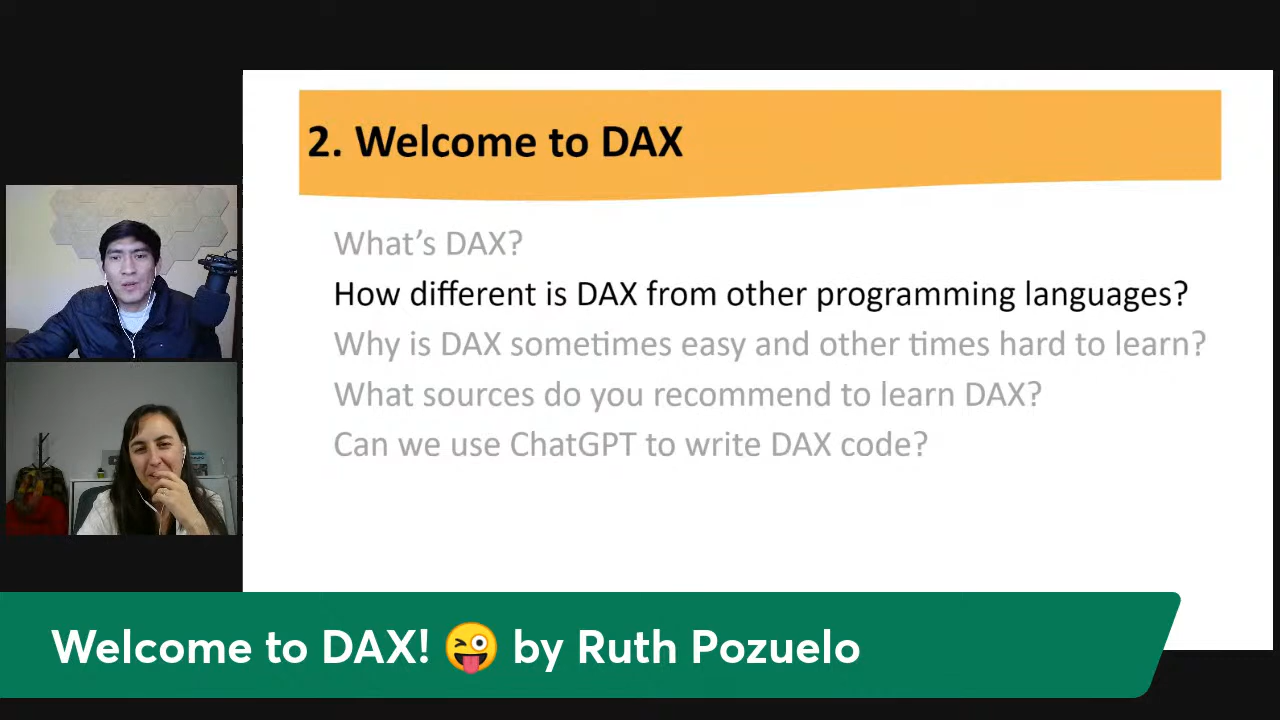 2. Welcome to DAX
What’s DAX?
How different is DAX from other programming languages?
Why is DAX sometimes easy and other times hard to learn?
What sources do you recommend to learn DAX?
Can we use ChatGPT to write DAX code?
Welcome to DAX! 😜 by Ruth Pozuelo